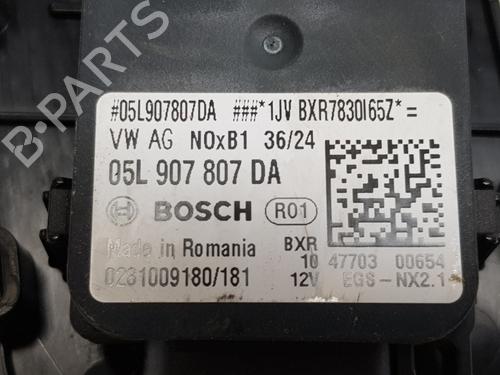 #05L907807DA ###*1JV BXR7830I65Z*=
VW AG NOxB1 36/24
05L 907 807 DA
BOSCH R01
Made in Romania BXR
10 47703 00654
0281009180/181 12V EGS-NX2.1
B PARTS